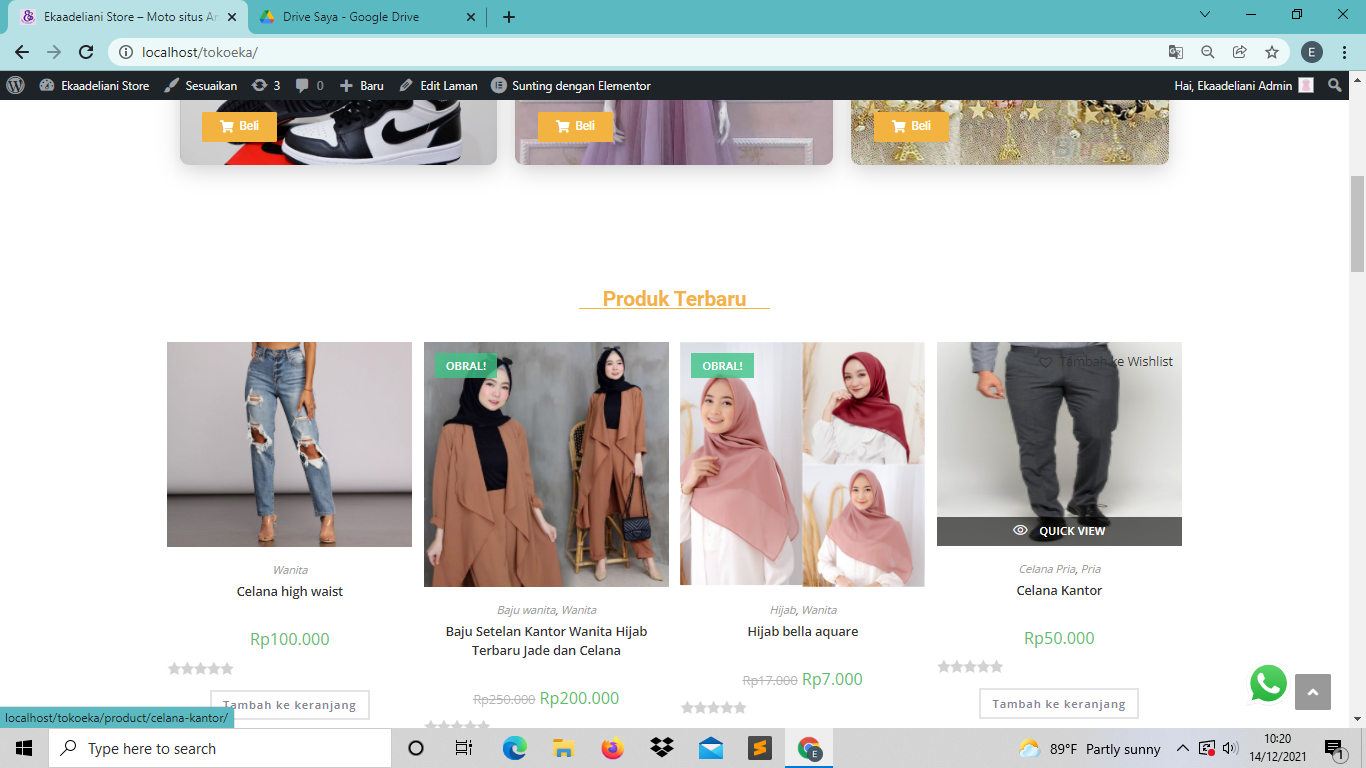 Ekaadeliani Store – Moto situs An
Drive Saya - Google Drive
localhost/tokoeka/
E
Ekaadeliani Store
Sesuaikan
3
0
Baru
Edit Laman
Sunting dengan Elementor
Hai, Ekaadeliani Admin
Beli
Beli
Beli
Produk Terbaru
OBRAL!
OBRAL!
Tambah ke Wishlist
QUICK VIEW
Wanita
Celana high waist
Rp100.000
Tambah ke keranjang
Baju wanita, Wanita
Baju Setelan Kantor Wanita Hijab
Terbaru Jade dan Celana
Rp250.000 Rp200.000
Hijab, Wanita
Hijab bella aquare
Rp17.000 Rp7.000
Celana Pria, Pria
Celana Kantor
Rp50.000
Tambah ke keranjang
localhost/tokoeka/product/celana-kantor/
Type here to search
E
89°F Partly sunny
10:20
14/12/2021
1